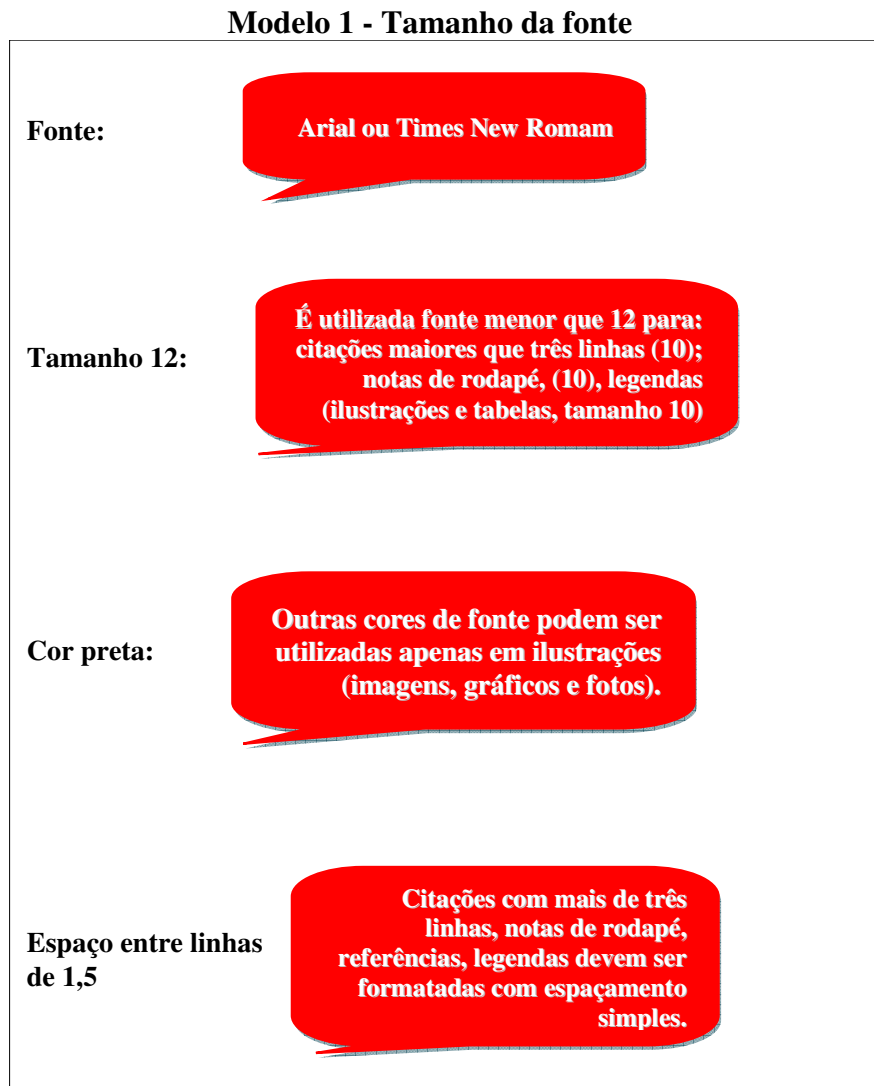 Modelo 1 - Tamanho da fonte
Fonte:
Arial ou Times New Romam
Tamanho 12:
É utilizada fonte menor que 12 para:
citações maiores que três linhas (10);
notas de rodapé, (10), legendas
(ilustrações e tabelas, tamanho 10)
Cor preta:
Outras cores de fonte podem ser
utilizadas apenas em ilustrações
(imagens, gráficos e fotos).
Espaço entre linhas
de 1,5
Citações com mais de três
linhas, notas de rodapé,
referências, legendas devem ser
formatadas com espaçamento
simples.